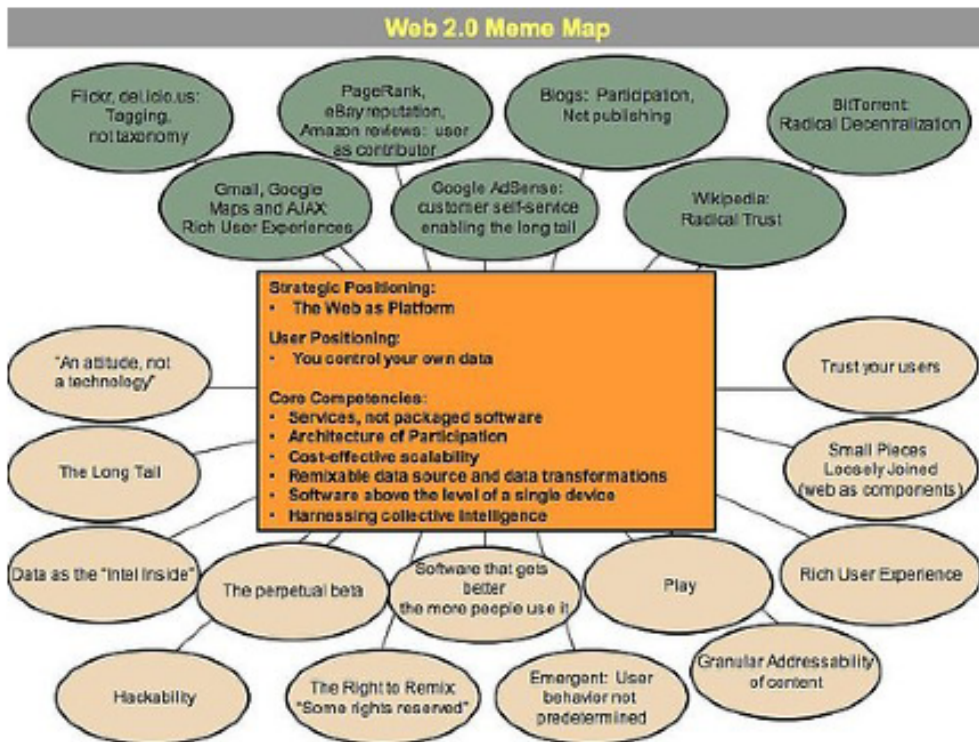 Web 2.0 Meme Map
Flickr, del.icio.us:
Tagging,
not taxonomy
PageRank,
eBay reputation,
Amazon reviews: user
as contributor
Blogs: Participation,
Not publishing
BitTorrent:
Radical Decentralization
Gmail, Google
Maps and AJAX:
Rich User Experiences
Google AdSense:
customer self-service
enabling the long tail
Wikipedia:
Radical Trust
Strategic Positioning:
• The Web as Platform
User Positioning:
• You control your own data
Core Competencies:
• Services, not packaged software
• Architecture of Participation
• Cost-effective scalability
• Remixable data source and data transformations
• Software above the level of a single device
• Harnessing collective intelligence
"An attitude, not
a technology"
Trust your users
The Long Tail
Small Pieces
Loosely Joined
(web as components)
Data as the "Intel Inside"
The perpetual beta
Software that gets
better
the more people use it
Play
Rich User Experience
Hackability
The Right to Remix:
"Some rights reserved"
Emergent: User
behavior not
predetermined
Granular Addressability
of content